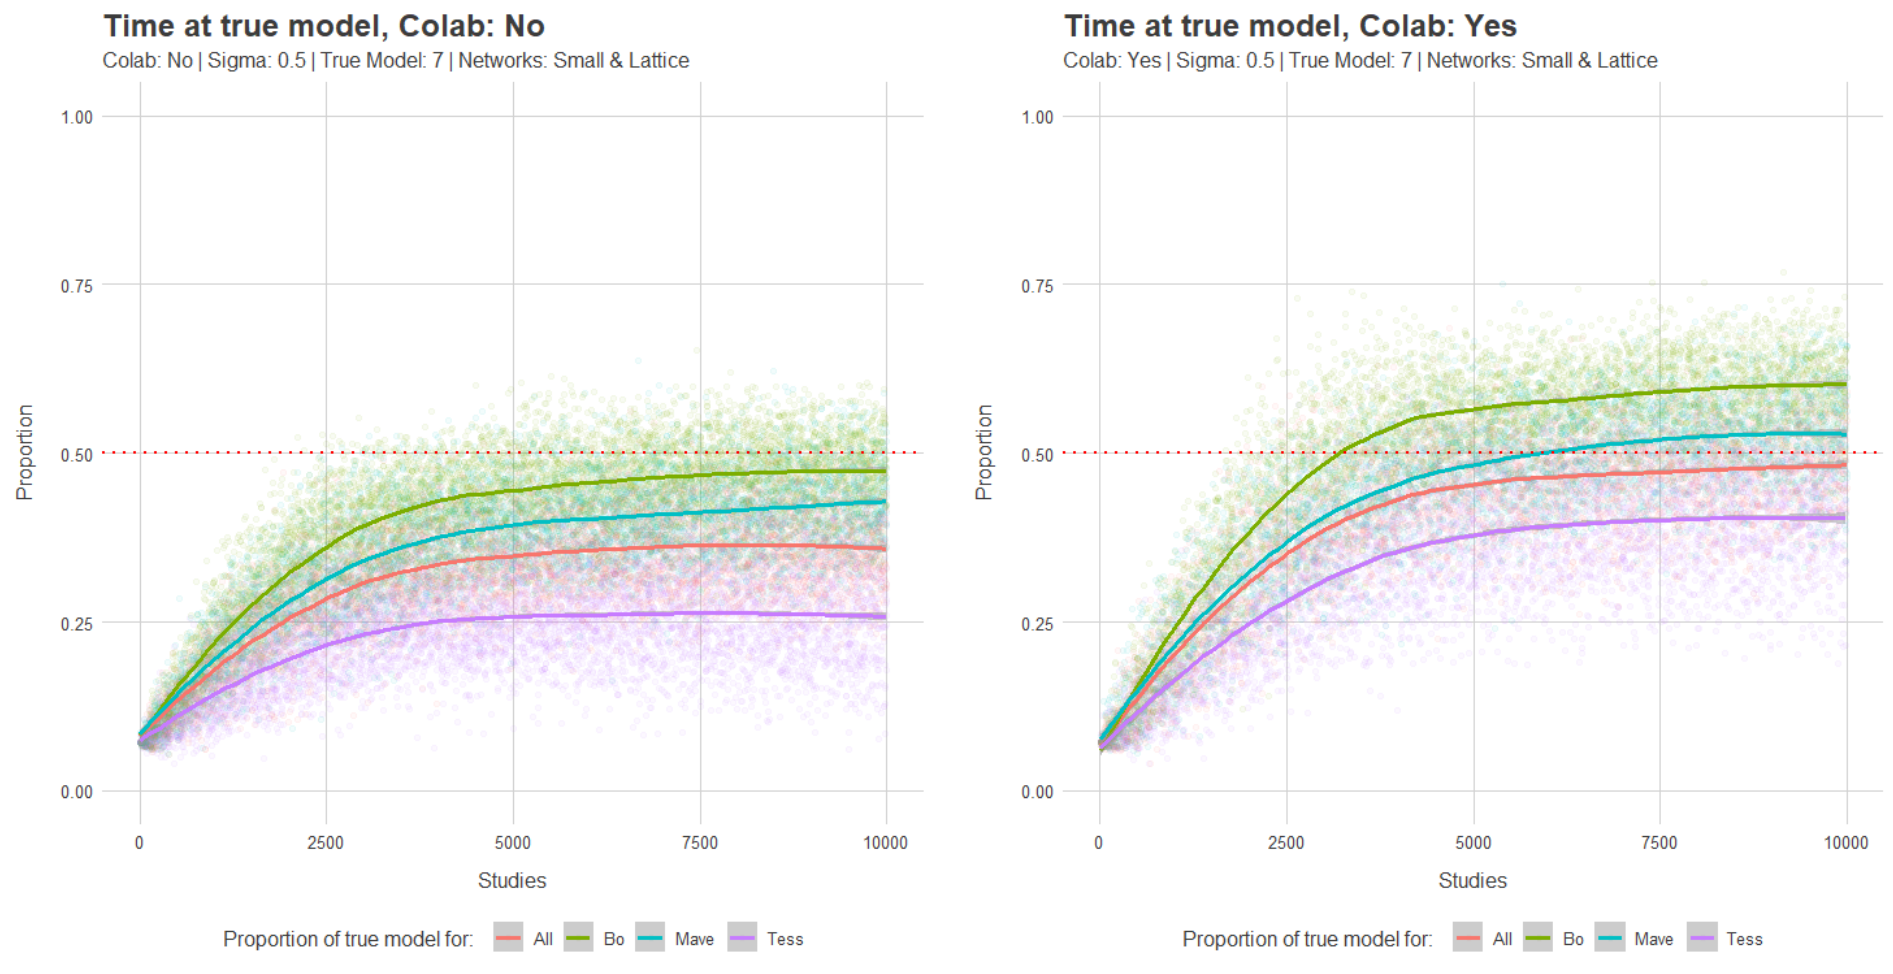 Time at true model, Colab: No
Colab: No | Sigma: 0.5 | True Model: 7 | Networks: Small & Lattice
Proportion
1.00
0.75
0.50
0.25
0.00
0
2500
5000
7500
10000
Studies
Proportion of true model for: All Bo Mave Tess
Time at true model, Colab: Yes
Colab: Yes | Sigma: 0.5 | True Model: 7 | Networks: Small & Lattice
Proportion
1.00
0.75
0.50
0.25
0.00
0
2500
5000
7500
10000
Studies
Proportion of true model for: All Bo Mave Tess